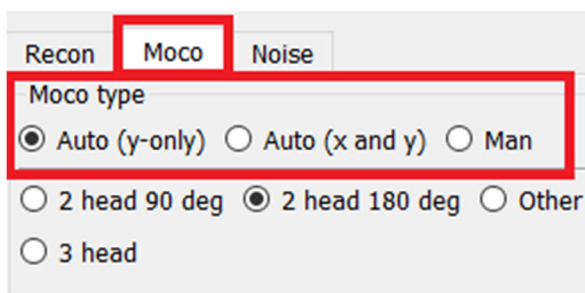 Recon Moco Noise
Moco type
Auto (y-only) Auto (x and y) Man
2 head 90 deg 2 head 180 deg Other
3 head